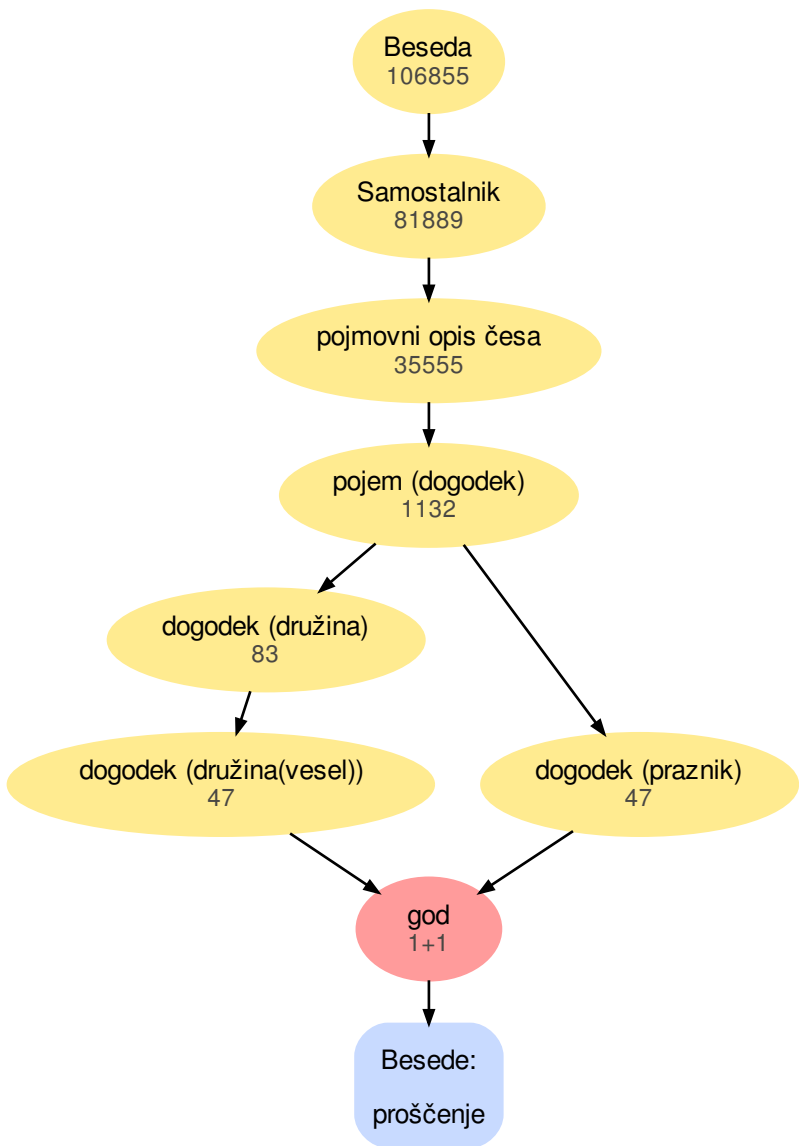 Beseda
106855
Samostalnik
81889
pojmovni opis česa
35555
pojem (dogodek)
1132
dogodek (družina)
83
dogodek (družina(vesel))
47
dogodek (praznik)
47
god
1+1
Besede:
proščenje